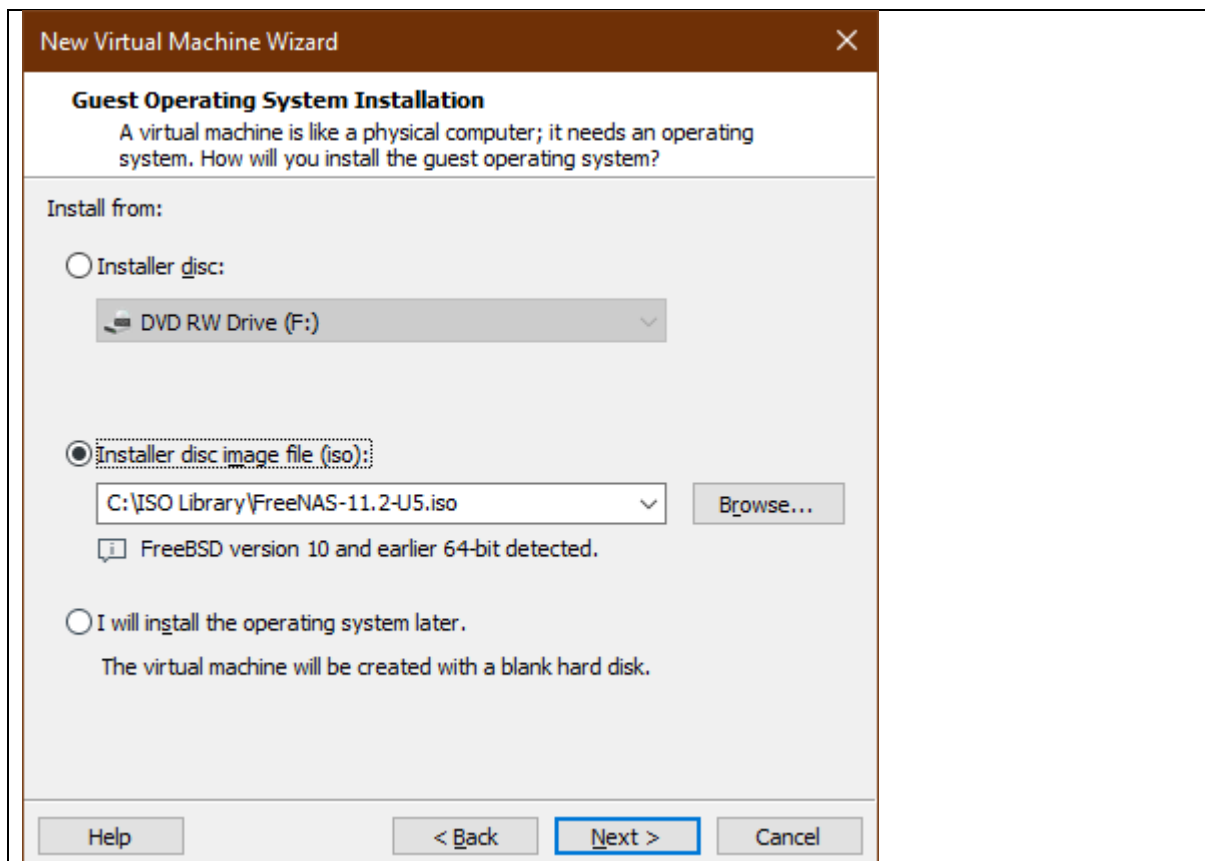 New Virtual Machine Wizard
Guest Operating System Installation
A virtual machine is like a physical computer; it needs an operating
system. How will you install the guest operating system?
Install from:
Installer disc:
DVD RW Drive (F:)
Installer disc image file (iso):
C:\ISO Library\FreeNAS-11.2-U5.iso
Browse...
FreeBSD version 10 and earlier 64-bit detected.
I will install the operating system later.
The virtual machine will be created with a blank hard disk.
Help
< Back
Next >
Cancel